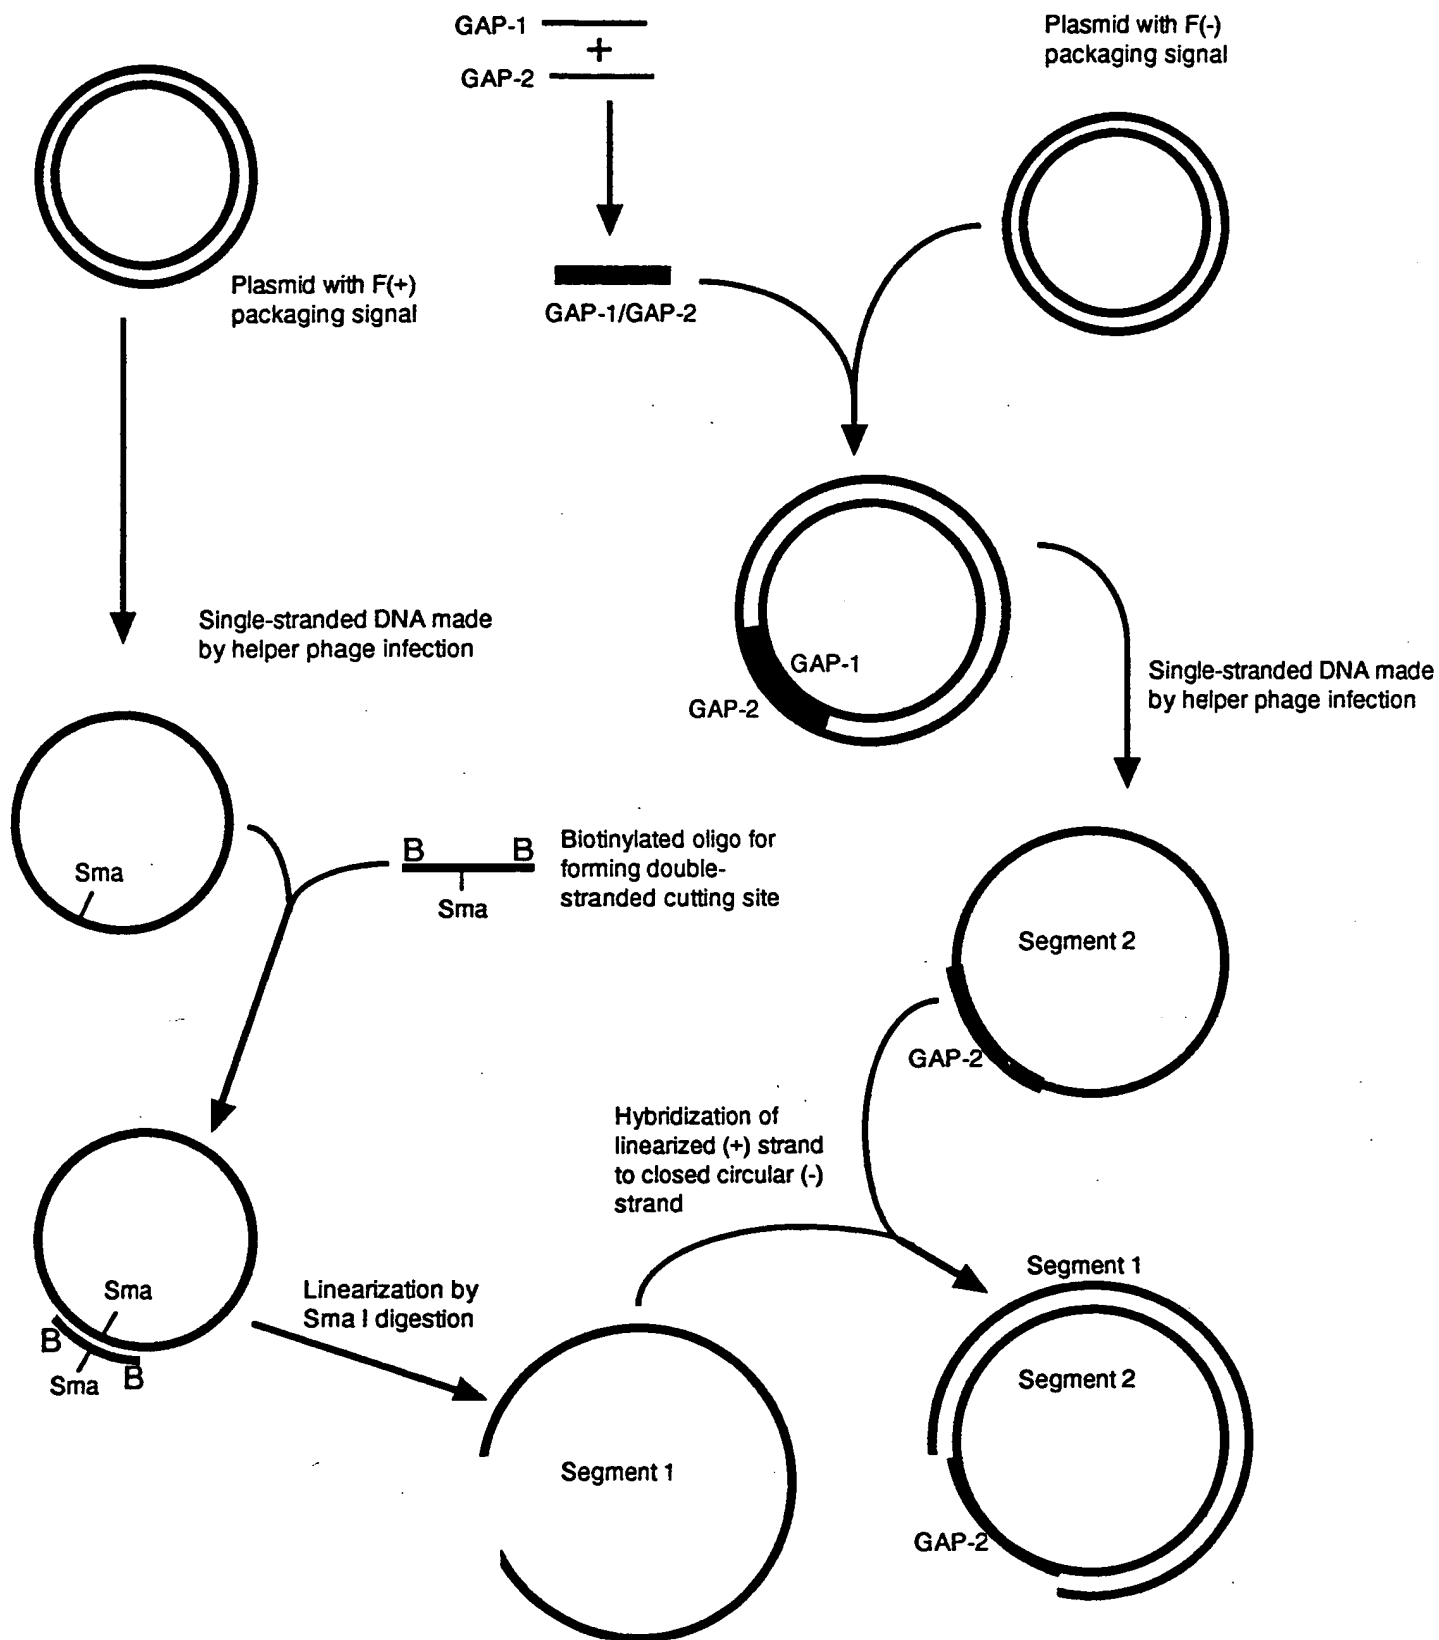 GAP-1
+
GAP-2
Plasmid with F(-)
packaging signal
Plasmid with F(+)
packaging signal
GAP-1/GAP-2
Single-stranded DNA made
by helper phage infection
GAP-1
GAP-2
Single-stranded DNA made
by helper phage infection
Sma
B B
Sma
Biotinylated oligo for
forming double-
stranded cutting site
Segment 2
GAP-2
Hybridization of
linearized (+) strand
to closed circular (-)
strand
Sma
B
Sma
B
Linearization by
Sma I digestion
Segment 1
Segment 1
Segment 2
GAP-2